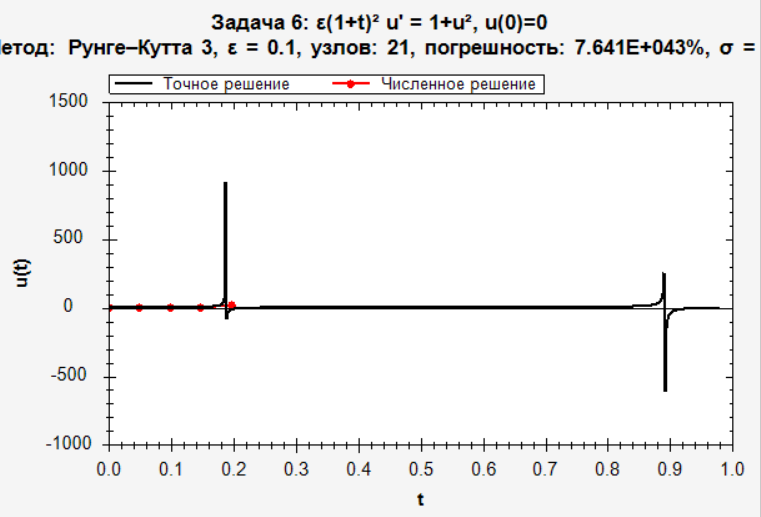 Задача 6: ε(1+t)² u' = 1+u², u(0)=0
Рунге–Кутта 3, ε = 0.1, узлов: 21, погрешность: 7.641E+043%, σ =
Точное решение Численное решение
1500
1000
500
0
-500
-1000
u(t)
0.0 0.1 0.2 0.3 0.4 0.5 0.6 0.7 0.8 0.9 1.0
t